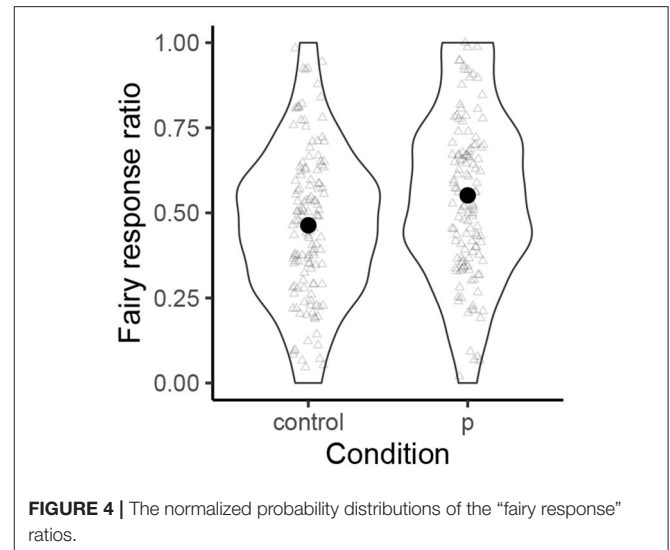 Fairy response ratio
1.00
0.75
0.50
0.25
0.00
control p
Condition
FIGURE 4 | The normalized probability distributions of the “fairy response”
ratios.